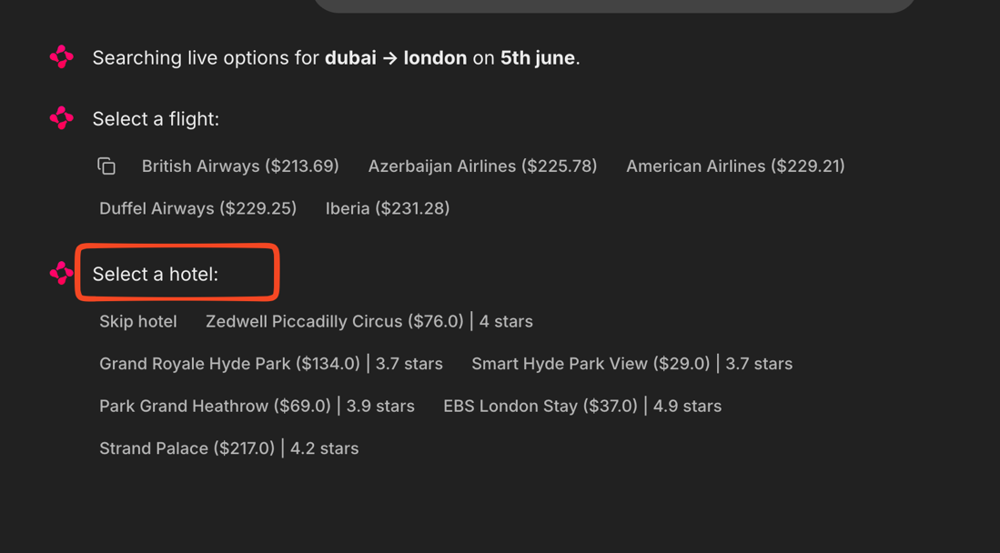 Searching live options for dubai → london on 5th june.
Select a flight:
British Airways ($213.69) Azerbaijan Airlines ($225.78) American Airlines ($229.21)
Duffel Airways ($229.25) Iberia ($231.28)
Select a hotel:
Skip hotel Zedwell Piccadilly Circus ($76.0) | 4 stars
Grand Royale Hyde Park ($134.0) | 3.7 stars Smart Hyde Park View ($29.0) | 3.7 stars
Park Grand Heathrow ($69.0) | 3.9 stars EBS London Stay ($37.0) | 4.9 stars
Strand Palace ($217.0) | 4.2 stars